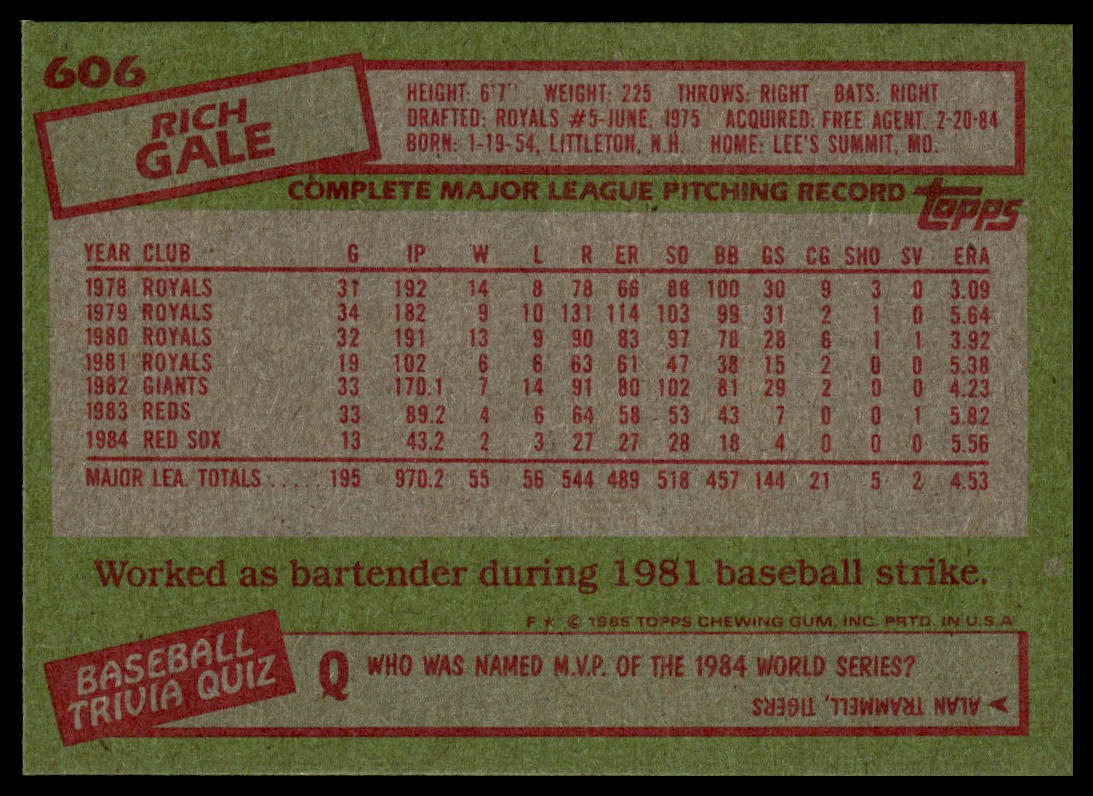 606
RICH
GALE
HEIGHT: 6'7" WEIGHT: 225 THROWS: RIGHT BATS: RIGHT
DRAFTED: ROYALS #5-JUNE, 1975 ACQUIRED: FREE AGENT, 2-20-84
BORN: 1-19-54, LITTLETON, N.H. HOME: LEE'S SUMMIT, MO.
COMPLETE MAJOR LEAGUE PITCHING RECORD
topps
YEAR CLUB G IP W L R ER SO BB GS CG SHO SV ERA
1978 ROYALS 31 192 14 8 78 66 88 100 30 9 3 0 3.09
1979 ROYALS 34 182 9 10 131 114 103 99 31 2 1 0 5.64
1980 ROYALS 32 191 13 9 90 83 97 78 28 6 1 1 3.92
1981 ROYALS 19 102 6 6 63 61 47 38 15 2 0 0 5.38
1982 GIANTS 33 170.1 7 14 91 80 102 81 29 2 0 0 4.23
1983 REDS 33 89.2 4 6 64 58 53 43 7 0 0 1 5.82
1984 RED SOX 13 43.2 2 3 27 27 28 18 4 0 0 0 5.56
MAJOR LEA. TOTALS ..... 195 970.2 55 56 544 489 518 457 144 21 5 2 4.53
Worked as bartender during 1981 baseball strike.
F ★ © 1985 TOPPS CHEWING GUM, INC. PRTD. IN U.S.A
BASEBALL
TRIVIA QUIZ
Q WHO WAS NAMED M.V.P. OF THE 1984 WORLD SERIES?
ALAN TRAMMELL, TIGERS